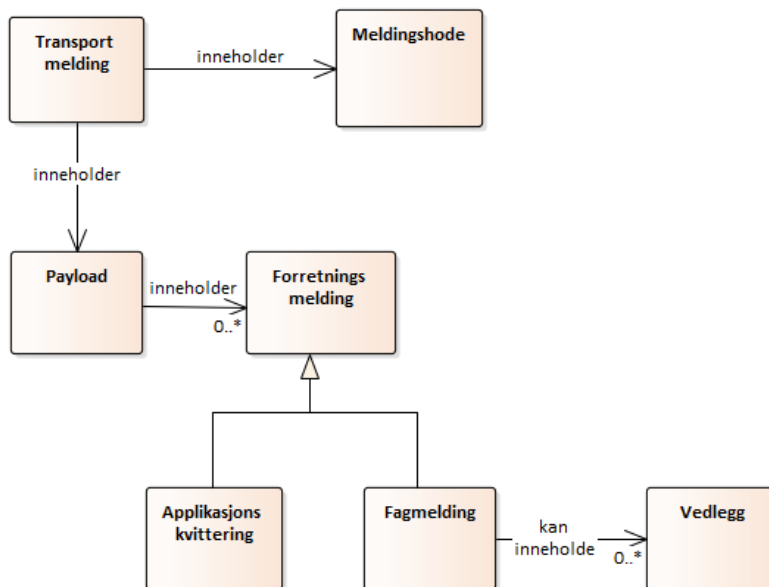 Transport
melding
inneholder
Meldingshode
inneholder
Payload
inneholder
0..*
Forretnings
melding
Applikasjons
kvittering
Fagmelding
kan
inneholde
0..*
Vedlegg